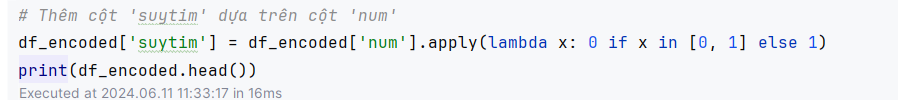 # Thêm cột 'suytim' dựa trên cột 'num'
df_encoded['suytim'] = df_encoded['num'].apply(lambda x: 0 if x in [0, 1] else 1)
print(df_encoded.head())
Executed at 2024.06.11 11:33:17 in 16ms